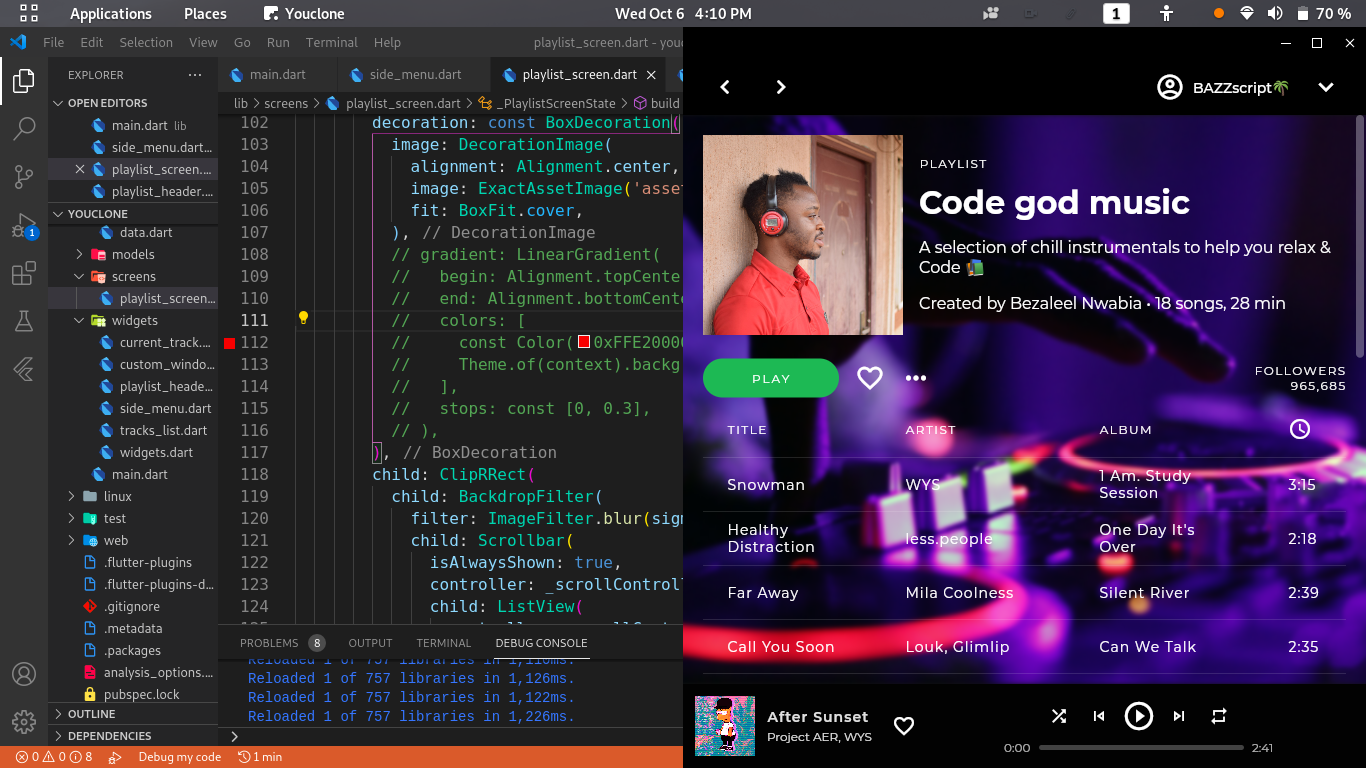 Applications Places Youclone Wed Oct 6 4:10 PM 1 70 %
File Edit Selection View Go Run Terminal Help playlist_screen.dart - youc
EXPLORER
OPEN EDITORS
main.dart lib
side_menu.dart...
playlist_screen....
playlist_header....
YOUCLONE
data.dart
models
screens
playlist_screen...
widgets
current_track....
custom_windo...
playlist_heade...
side_menu.dart
tracks_list.dart
widgets.dart
main.dart
linux
test
web
.flutter-plugins
.flutter-plugins-d...
.gitignore
.metadata
.packages
analysis_options....
pubspec.lock
OUTLINE
DEPENDENCIES
1
main.dart side_menu.dart playlist_screen.dart
lib > screens > playlist_screen.dart > _PlaylistScreenState > build
102 decoration: const BoxDecoration(
103 image: DecorationImage(
104 alignment: Alignment.center,
105 image: ExactAssetImage('asset
106 fit: BoxFit.cover,
107 ), // DecorationImage
108 // gradient: LinearGradient(
109 // begin: Alignment.topCente
110 // end: Alignment.bottomCente
111 // colors: [
112 // const Color(0xFFE20000
113 // Theme.of(context).backg
114 // ],
115 // stops: const [0, 0.3],
116 // ),
117 ), // BoxDecoration
118 child: ClipRRect(
119 child: BackdropFilter(
120 filter: ImageFilter.blur(sigm
121 child: Scrollbar(
122 isAlwaysShown: true,
123 controller: _scrollControll
124 child: ListView(
PROBLEMS 8 OUTPUT TERMINAL DEBUG CONSOLE
Reloaded 1 of 757 libraries in 1,110ms.
Reloaded 1 of 757 libraries in 1,126ms.
Reloaded 1 of 757 libraries in 1,122ms.
Reloaded 1 of 757 libraries in 1,226ms.
0 0 8 Debug my code 1 min
BAZZscript🌴
PLAYLIST
Code god music
A selection of chill instrumentals to help you relax &
Code 📚
Created by Bezaleel Nwabia • 18 songs, 28 min
PLAY
FOLLOWERS
965,685
TITLE ARTIST ALBUM
Snowman WYS 1 Am. Study Session 3:15
Healthy Distraction less.people One Day It's Over 2:18
Far Away Mila Coolness Silent River 2:39
Call You Soon Louk, Glimlip Can We Talk 2:35
After Sunset
Project AER, WYS
0:00 2:41